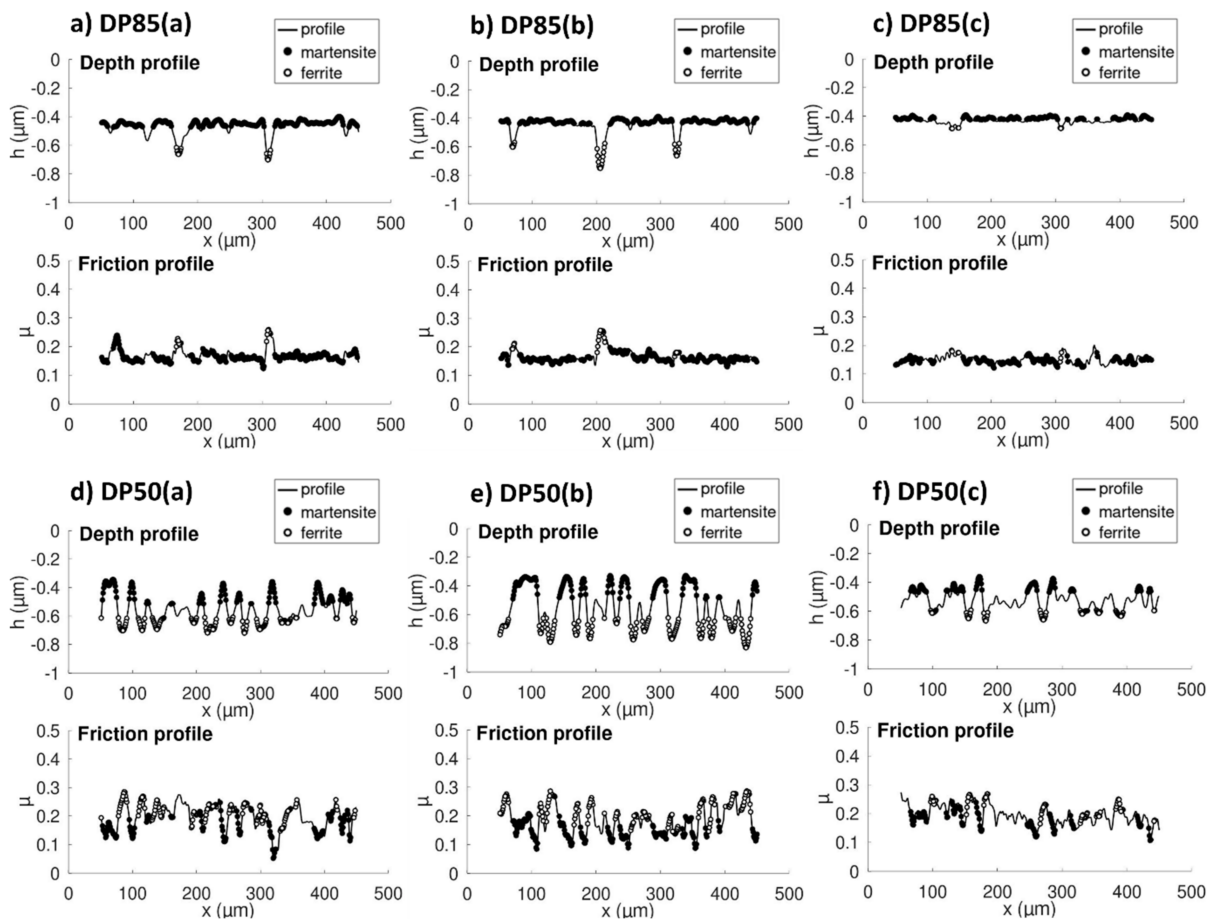 a) DP85(a)
profile
martensite
ferrite
Depth profile
0
-0.2
-0.4
-0.6
-0.8
-1
h (μm)
0 100 200 300 400 500
x (μm)
Friction profile
0.5
0.4
0.3
0.2
0.1
0
μ
0 100 200 300 400 500
x (μm)
b) DP85(b)
profile
martensite
ferrite
Depth profile
0
-0.2
-0.4
-0.6
-0.8
-1
h (μm)
0 100 200 300 400 500
x (μm)
Friction profile
0.5
0.4
0.3
0.2
0.1
0
μ
0 100 200 300 400 500
x (μm)
c) DP85(c)
profile
martensite
ferrite
Depth profile
0
-0.2
-0.4
-0.6
-0.8
-1
h (μm)
0 100 200 300 400 500
x (μm)
Friction profile
0.5
0.4
0.3
0.2
0.1
0
μ
0 100 200 300 400 500
x (μm)
d) DP50(a)
profile
martensite
ferrite
Depth profile
0
-0.2
-0.4
-0.6
-0.8
-1
h (μm)
0 100 200 300 400 500
x (μm)
Friction profile
0.5
0.4
0.3
0.2
0.1
0
μ
0 100 200 300 400 500
x (μm)
e) DP50(b)
profile
martensite
ferrite
Depth profile
0
-0.2
-0.4
-0.6
-0.8
-1
h (μm)
0 100 200 300 400 500
x (μm)
Friction profile
0.5
0.4
0.3
0.2
0.1
0
μ
0 100 200 300 400 500
x (μm)
f) DP50(c)
profile
martensite
ferrite
Depth profile
0
-0.2
-0.4
-0.6
-0.8
-1
h (μm)
0 100 200 300 400 500
x (μm)
Friction profile
0.5
0.4
0.3
0.2
0.1
0
μ
0 100 200 300 400 500
x (μm)